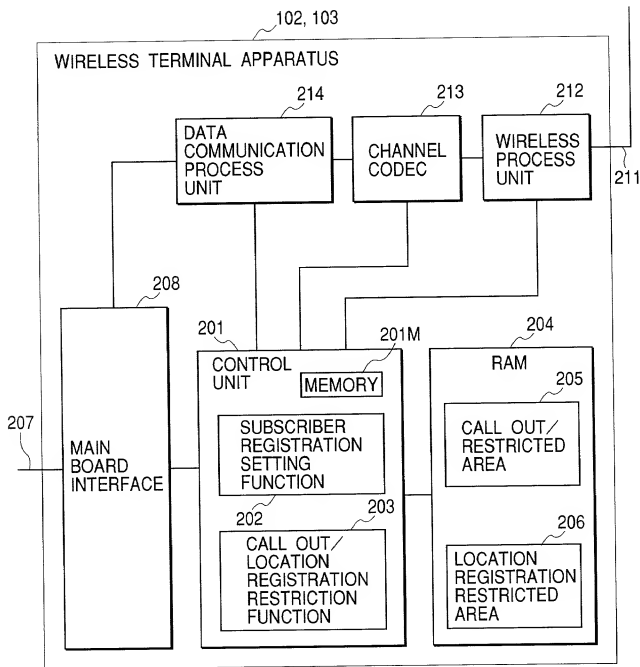 102, 103
WIRELESS TERMINAL APPARATUS
214
213
212
DATA
COMMUNICATION
PROCESS
UNIT
CHANNEL
CODEC
WIRELESS
PROCESS
UNIT
211
208
201
201M
204
CONTROL
UNIT
MEMORY
RAM
205
207
MAIN
BOARD
INTERFACE
SUBSCRIBER
REGISTRATION
SETTING
FUNCTION
CALL OUT/
RESTRICTED
AREA
202
203
206
CALL OUT/
LOCATION
REGISTRATION
RESTRICTION
FUNCTION
LOCATION
REGISTRATION
RESTRICTED
AREA